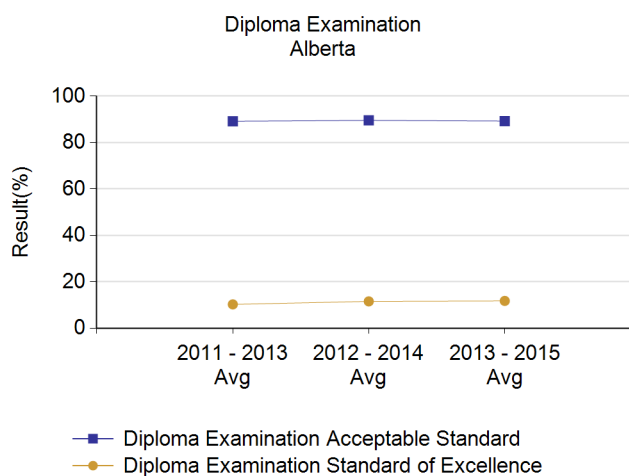 Diploma Examination
Alberta
Result(%)
100
80
60
40
20
0
2011 - 2013
Avg
2012 - 2014
Avg
2013 - 2015
Avg
Diploma Examination Acceptable Standard
Diploma Examination Standard of Excellence